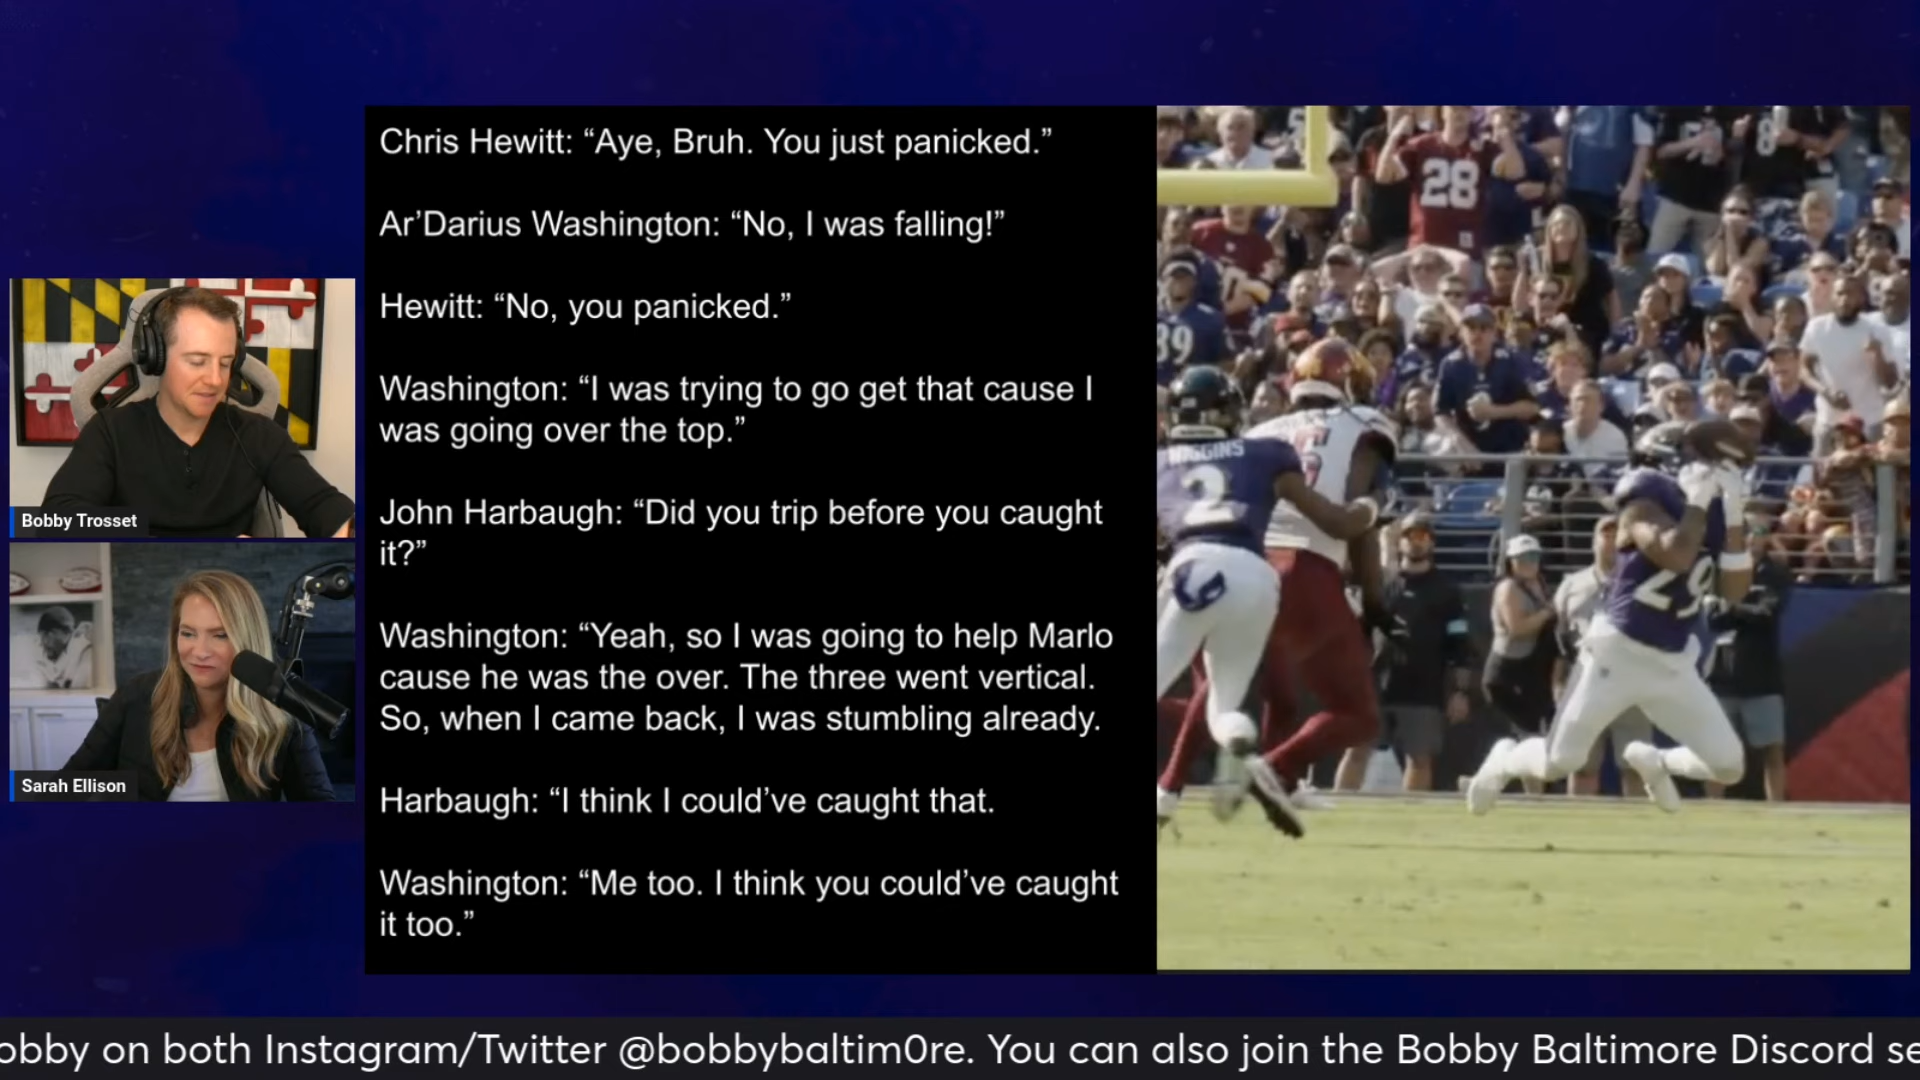 Chris Hewitt: “Aye, Bruh. You just panicked.”
Ar’Darius Washington: “No, I was falling!”
Hewitt: “No, you panicked.”
Washington: “I was trying to go get that cause I
was going over the top.”
John Harbaugh: “Did you trip before you caught
it?”
Washington: “Yeah, so I was going to help Marlo
cause he was the over. The three went vertical.
So, when I came back, I was stumbling already.
Harbaugh: “I think I could’ve caught that.
Washington: “Me too. I think you could’ve caught
it too.”
Bobby Trosset
Sarah Ellison
28
8
39
WIGGINS
2
29
obby on both Instagram/Twitter @bobbybaltim0re. You can also join the Bobby Baltimore Discord se